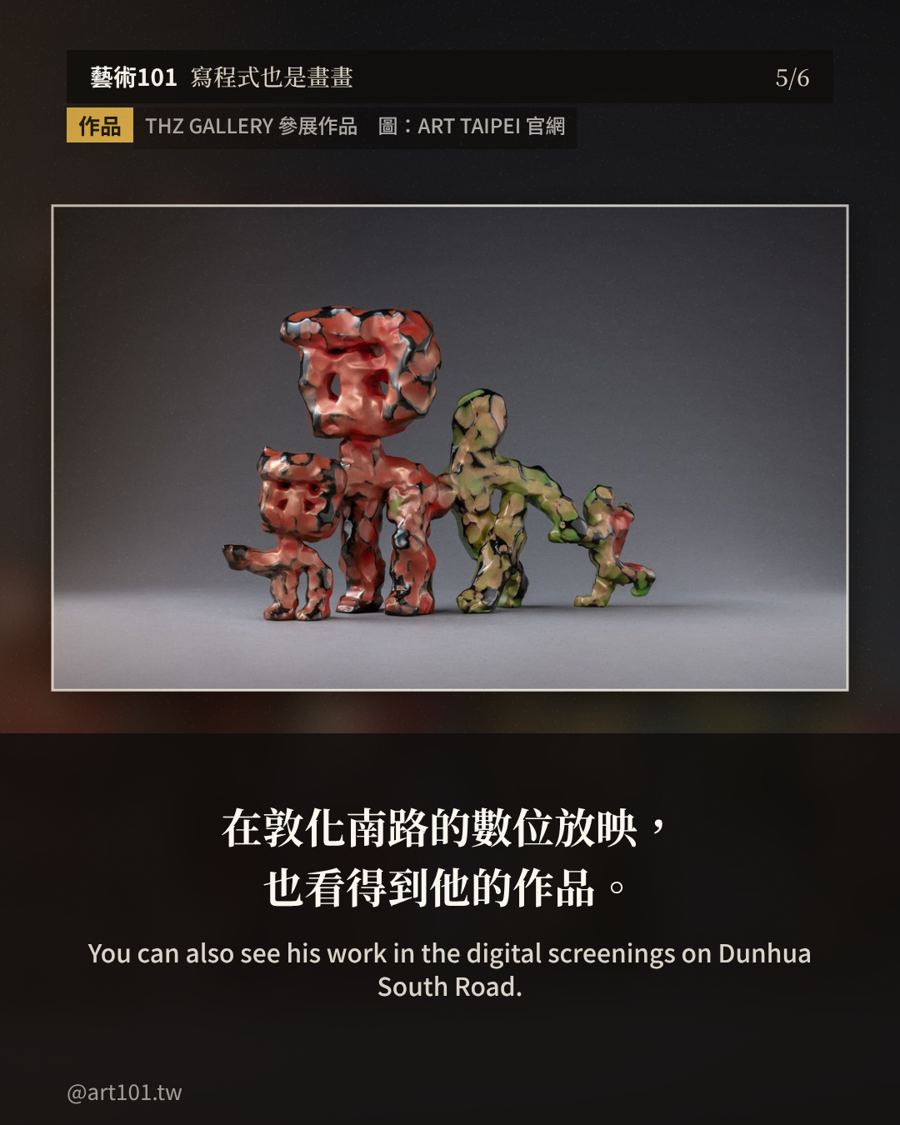 藝術101 寫程式也是畫畫 5/6
作品 THZ GALLERY 參展作品 圖：ART TAIPEI 官網
在敦化南路的數位放映，
也看得到他的作品。
You can also see his work in the digital screenings on Dunhua
South Road.
@art101.tw